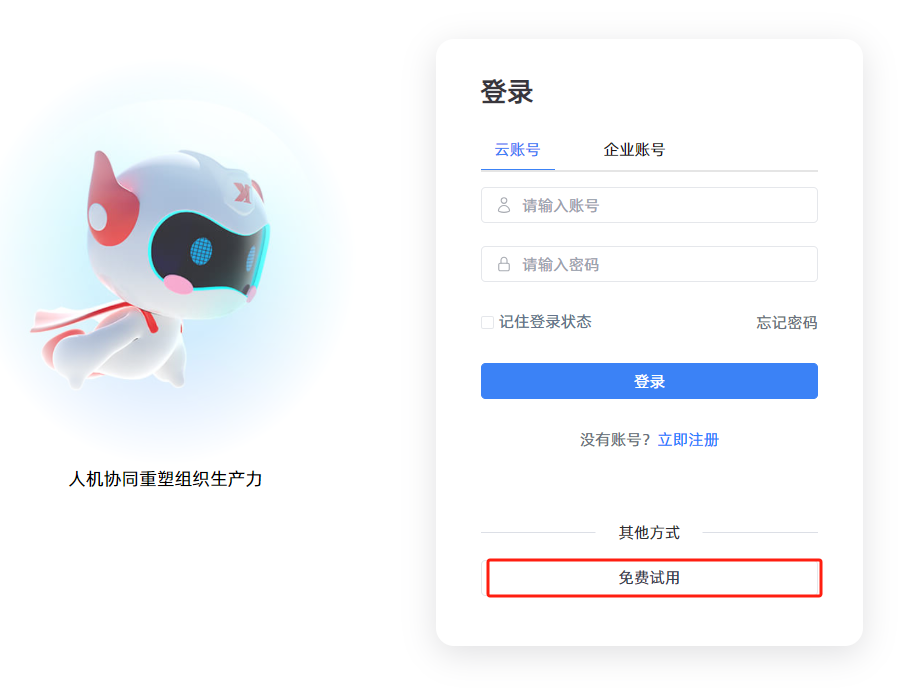 登录
云账号 企业账号
请输入账号
请输入密码
记住登录状态 忘记密码
登录
没有账号? 立即注册
人机协同重塑组织生产力
其他方式
免费试用